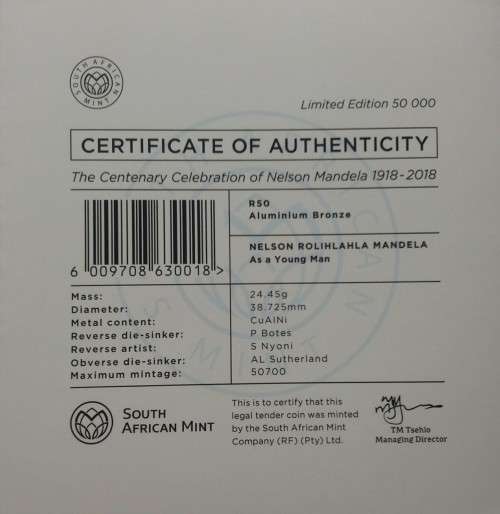 SOUTH AFRICAN MINT
Limited Edition 50 000
CERTIFICATE OF AUTHENTICITY
The Centenary Celebration of Nelson Mandela 1918-2018
R50
Aluminium Bronze
NELSON ROLIHLAHLA MANDELA
As a Young Man
6 009708 630018 >
Mass: 24.45g
Diameter: 38.725mm
Metal content: CuAlNi
Reverse die-sinker: P Botes
Reverse artist: S Nyoni
Obverse die-sinker: AL Sutherland
Maximum mintage: 50700
SOUTH
AFRICAN MINT
This is to certify that this
legal tender coin was minted
by the South African Mint
Company (RF) (Pty) Ltd.
TM Tsehlo
Managing Director
SOUTH AFRICAN MINT